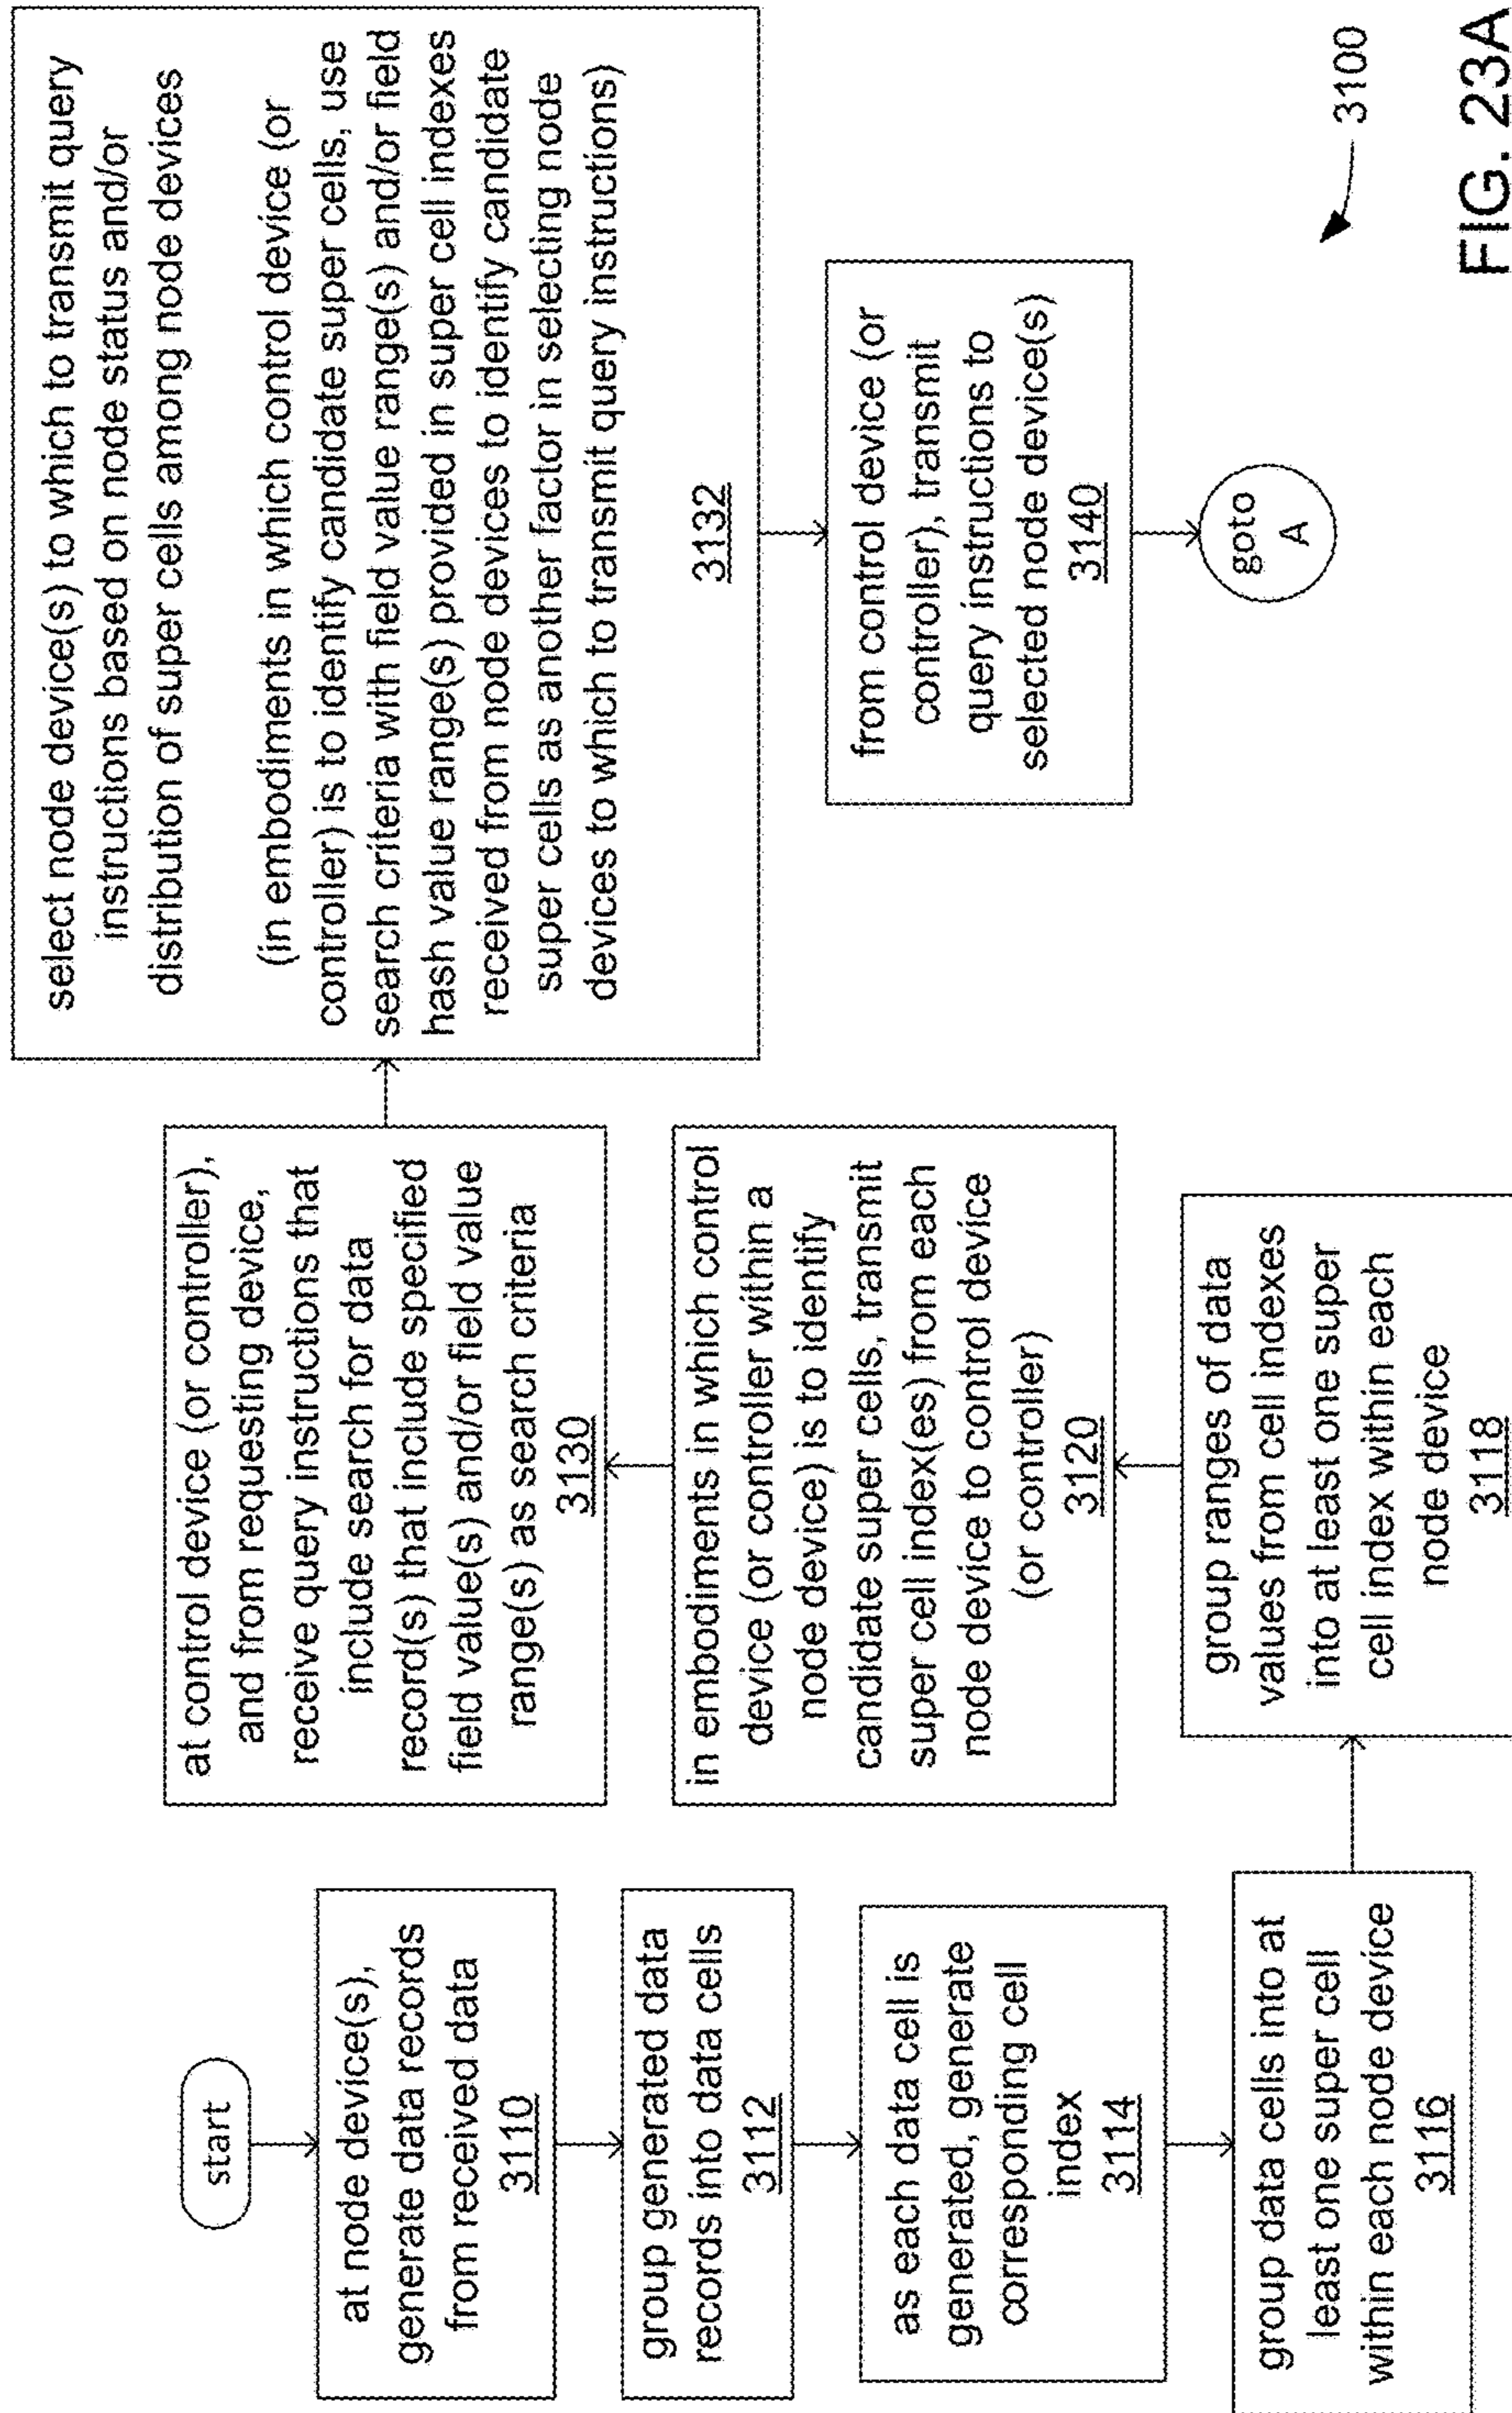 start
at node device(s),
generate data records
from received data
3110
group generated data
records into data cells
3112
as each data cell is
generated, generate
corresponding cell
index
3114
group data cells into at
least one super cell
within each node device
3116
group ranges of data
values from cell indexes
into at least one super
cell index within each
node device
3118
in embodiments in which control
device (or controller within a
node device) is to identify
candidate super cells, transmit
super cell index(es) from each
node device to control device
(or controller)
3120
at control device (or controller),
and from requesting device,
receive query instructions that
include search for data
record(s) that include specified
field value(s) and/or field value
range(s) as search criteria
3130
select node device(s) to which to transmit query
instructions based on node status and/or
distribution of super cells among node devices
(in embodiments in which control device (or
controller) is to identify candidate super cells, use
search criteria with field value range(s) and/or field
hash value range(s) provided in super cell indexes
received from node devices to identify candidate
super cells as another factor in selecting node
devices to which to transmit query instructions)
3132
from control device (or
controller), transmit
query instructions to
selected node device(s)
3140
goto
A
3100
FIG. 23A